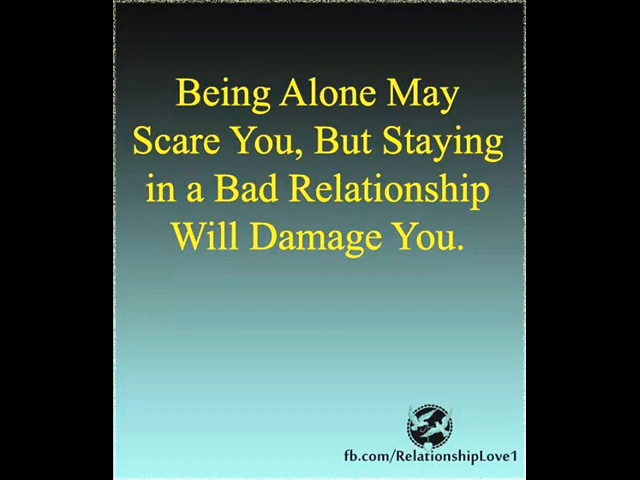 Being Alone May
Scare You, But Staying
in a Bad Relationship
Will Damage You.
fb.com/RelationshipLove1